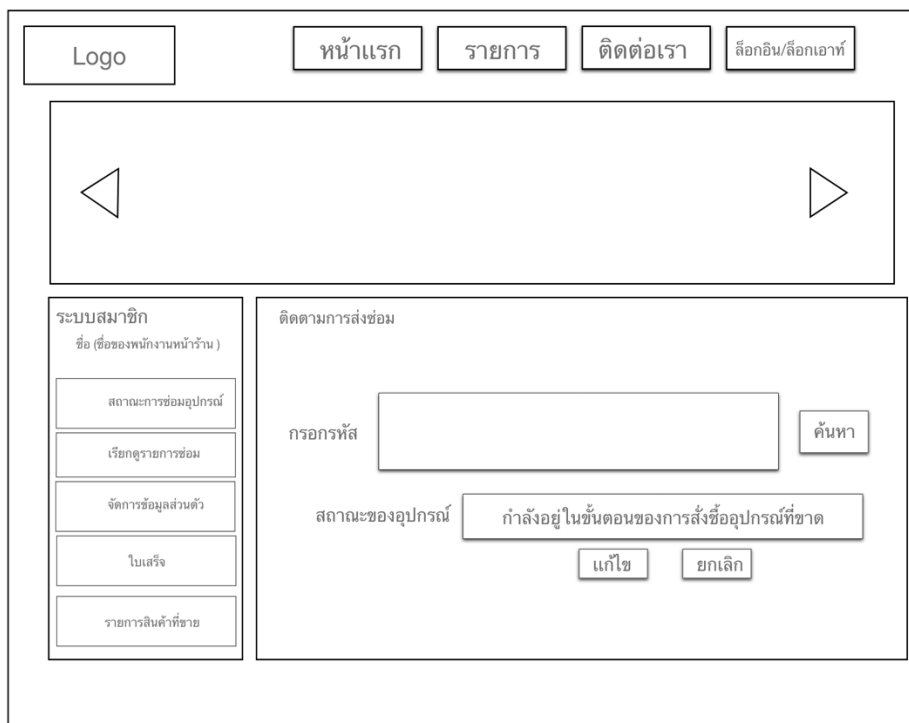 Logo
หน้าแรก
รายการ
ติดต่อเรา
ล็อกอิน/ล็อกเอาท์
ระบบสมาชิก
ชื่อ (ชื่อของพนักงานหน้าร้าน )
สถาณะการซ่อมอุปกรณ์
เรียกดูรายการซ่อม
จัดการข้อมูลส่วนตัว
ใบเสร็จ
รายการสินค้าที่ขาย
ติดตามการส่งซ่อม
กรอกรหัส
ค้นหา
สถาณะของอุปกรณ์
กำลังอยู่ในขั้นตอนของการสั่งซื้ออุปกรณ์ที่ขาด
แก้ไข
ยกเลิก